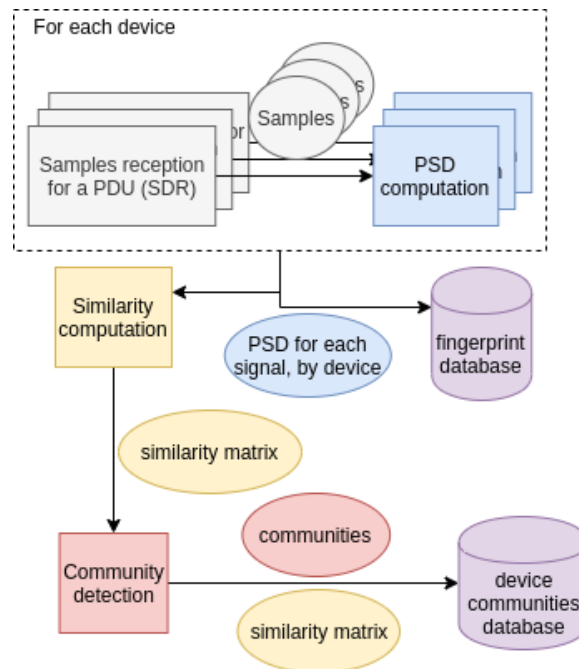 For each device
Samples
s
s
or
Samples reception
for a PDU (SDR)
PSD
computation
n
Similarity
computation
PSD for each
signal, by device
fingerprint
database
similarity matrix
communities
Community
detection
device
communities
database
similarity matrix